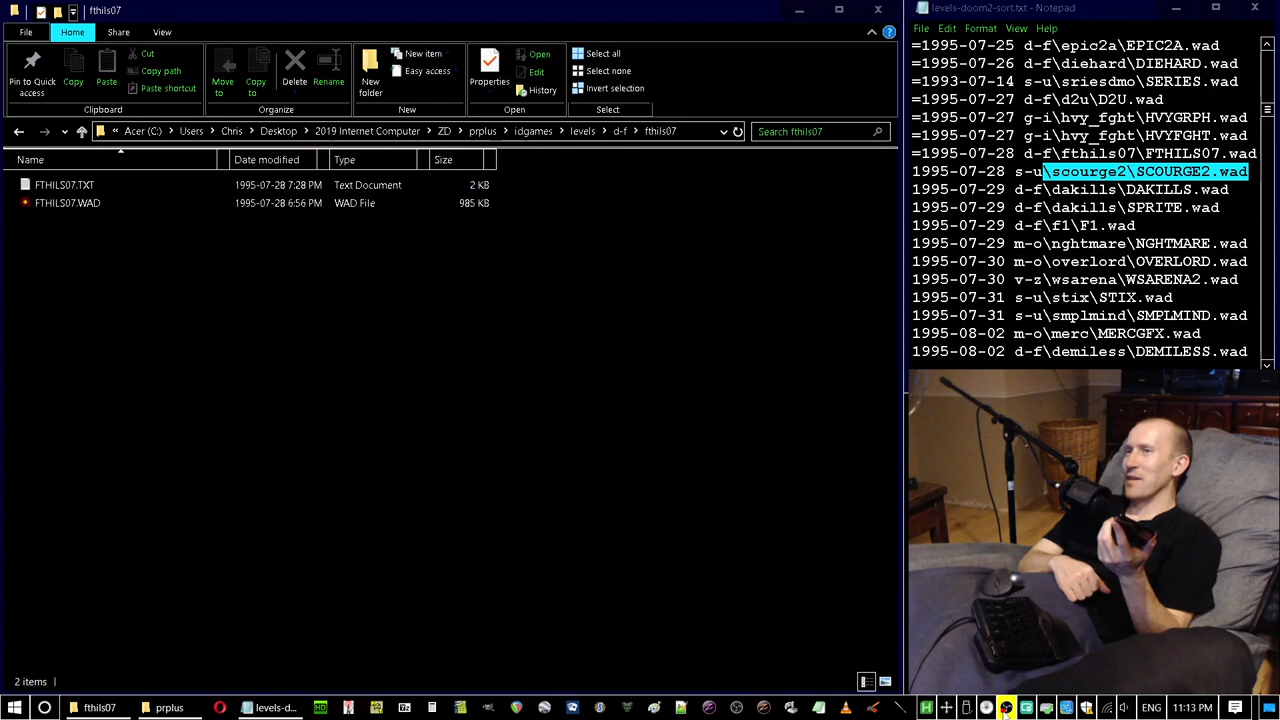 fthils07
File Home Share View
Pin to Quick access
Copy
Paste
Cut
Copy path
Paste shortcut
Clipboard
Move to
Copy to
Delete
Rename
Organize
New folder
New item
Easy access
New
Properties
Open
Edit
History
Open
Select all
Select none
Invert selection
Select
« Acer (C:) > Users > Chris > Desktop > 2019 Internet Computer > ZD > prplus > idgames > levels > d-f > fthils07
Search fthils07
Name Date modified Type Size
FTHILS07.TXT 1995-07-28 7:28 PM Text Document 2 KB
FTHILS07.WAD 1995-07-28 6:56 PM WAD File 985 KB
2 items
levels-doom2-sort.txt - Notepad
File Edit Format View Help
=1995-07-25 d-f\epic2a\EPIC2A.wad
=1995-07-26 d-f\diehard\DIEHARD.wad
=1993-07-14 s-u\sriesdmo\SERIES.wad
=1995-07-27 d-f\d2u\D2U.wad
=1995-07-27 g-i\hvy_fght\HVYGRPH.wad
=1995-07-27 g-i\hvy_fght\HVYFGHT.wad
=1995-07-28 d-f\fthils07\FTHILS07.wad
1995-07-28 s-u\scourge2\SCOURGE2.wad
1995-07-29 d-f\dakills\DAKILLS.wad
1995-07-29 d-f\dakills\SPRITE.wad
1995-07-29 d-f\f1\F1.wad
1995-07-29 m-o\nghtmare\NGHTMARE.wad
1995-07-30 m-o\overlord\OVERLORD.wad
1995-07-30 v-z\wsarena\WSARENA2.wad
1995-07-31 s-u\stix\STIX.wad
1995-07-31 s-u\smplmind\SMPLMIND.wad
1995-08-02 m-o\merc\MERCGFX.wad
1995-08-02 d-f\demiless\DEMILESS.wad
fthils07 prplus levels-d... ENG 11:13 PM